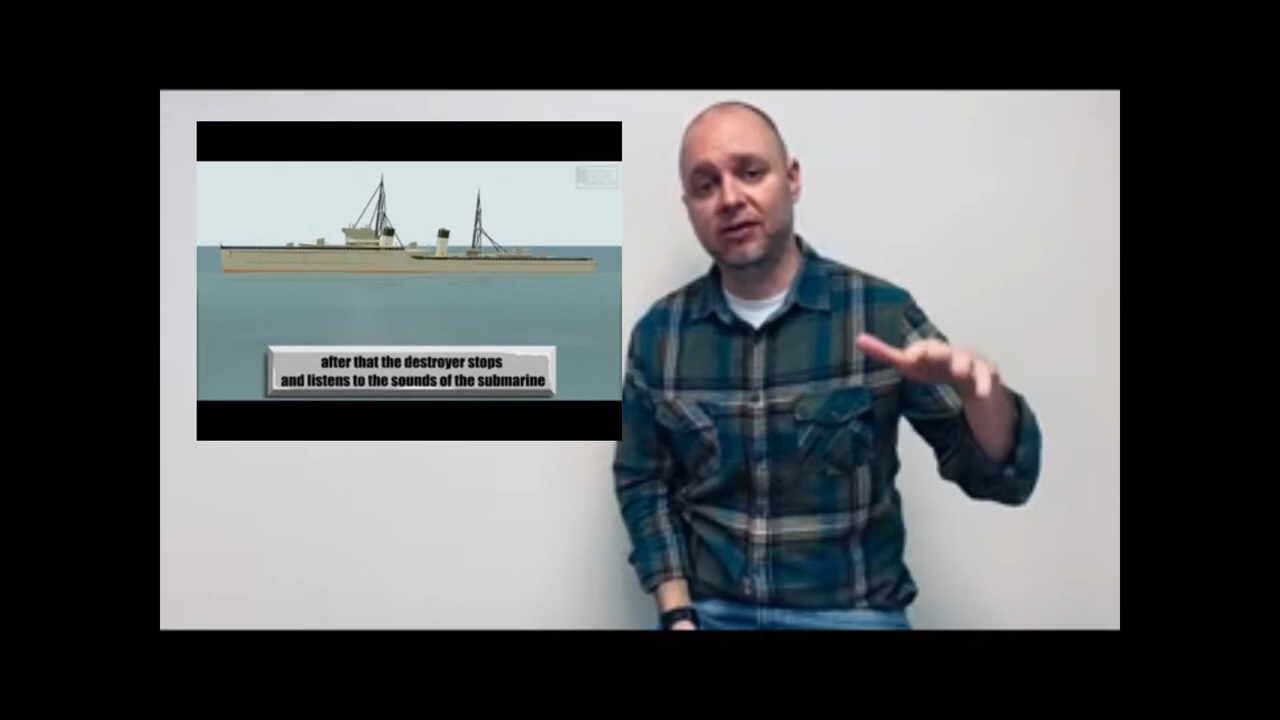 after that the destroyer stops
and listens to the sounds of the submarine